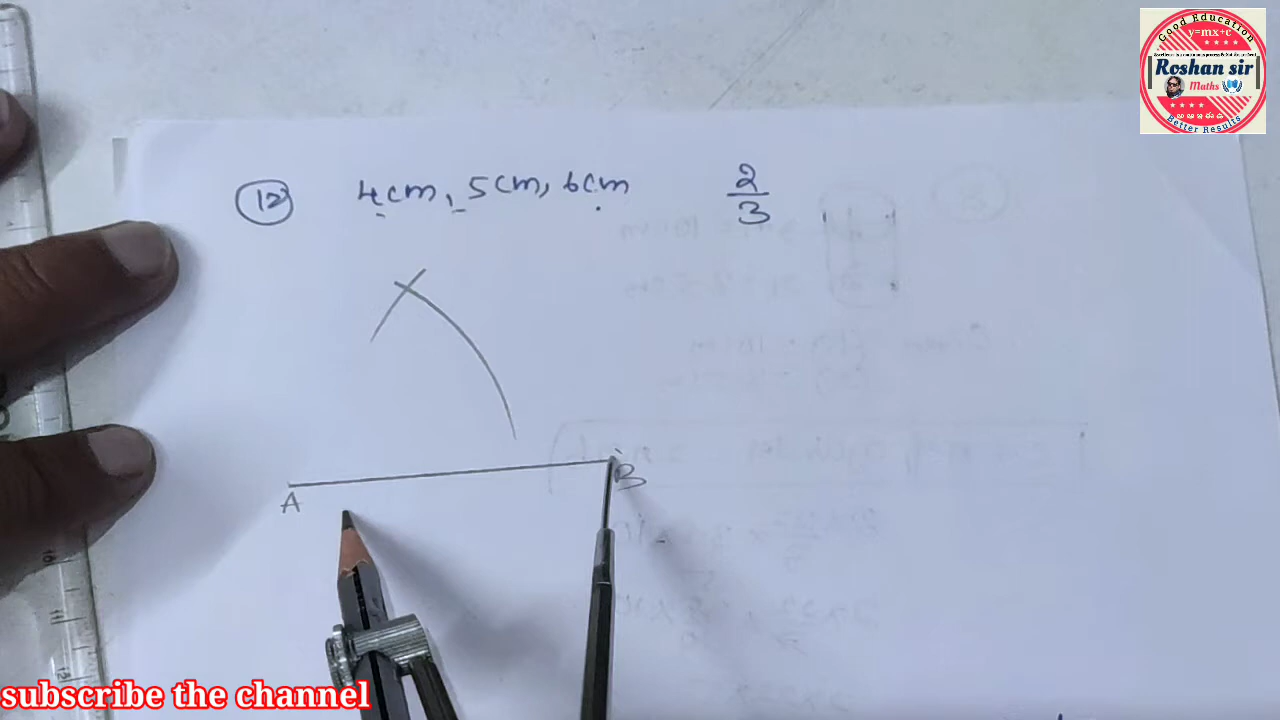 Good Education
y=mx+c
Roshan sir
Maths
Better Results
12 4cm, 5cm, 6cm 2/3
A
B
subscribe the channel